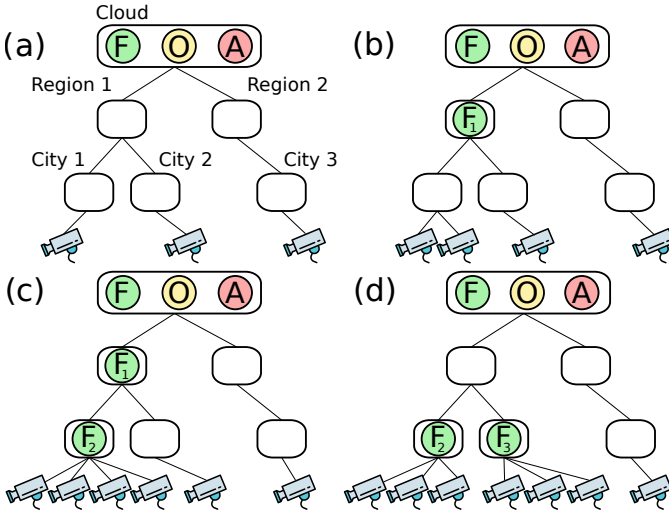 Cloud
(a) F O A
Region 1 Region 2
City 1 City 2 City 3
(b) F O A
F1
(c) F O A
F1
F2
(d) F O A
F2 F3